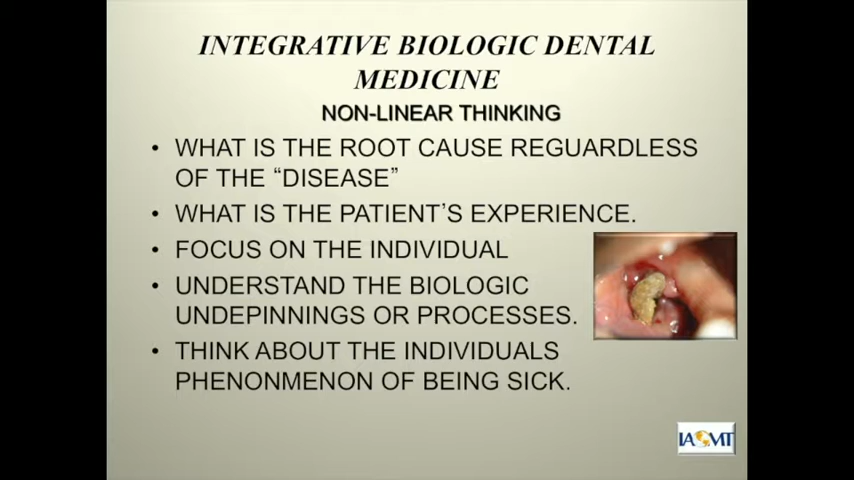 INTEGRATIVE BIOLOGIC DENTAL
MEDICINE
NON-LINEAR THINKING
• WHAT IS THE ROOT CAUSE REGUARDLESS
OF THE “DISEASE”
• WHAT IS THE PATIENT’S EXPERIENCE.
• FOCUS ON THE INDIVIDUAL
• UNDERSTAND THE BIOLOGIC
UNDEPINNINGS OR PROCESSES.
• THINK ABOUT THE INDIVIDUALS
PHENONMENON OF BEING SICK.
IAOMT